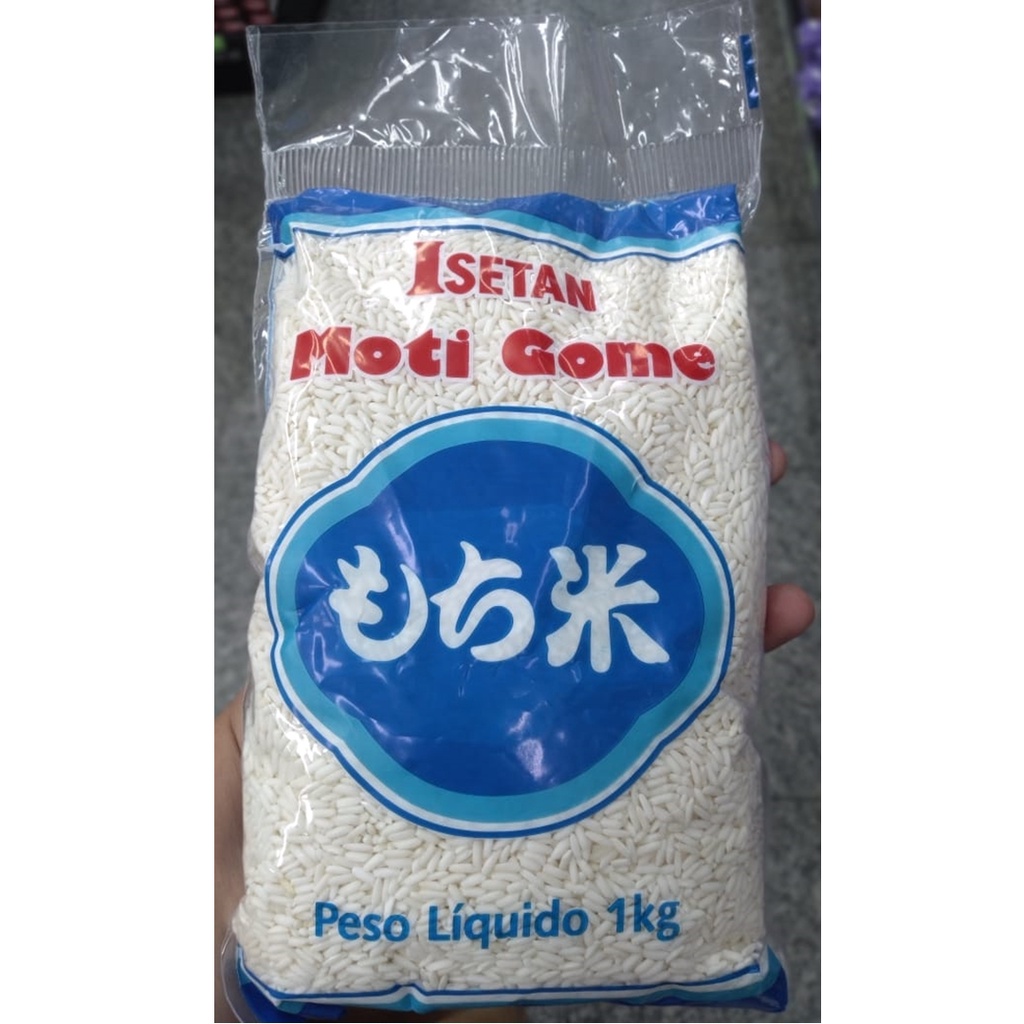 ISETAN
Moti Gome
もち米
Peso Líquido 1kg